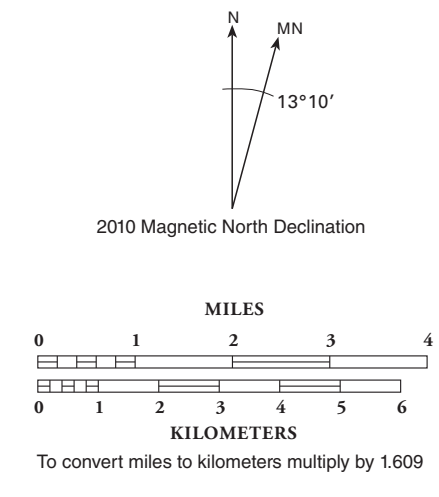 N
MN
13°10′
2010 Magnetic North Declination
MILES
0 1 2 3 4
0 1 2 3 4 5 6
KILOMETERS
To convert miles to kilometers multiply by 1.609